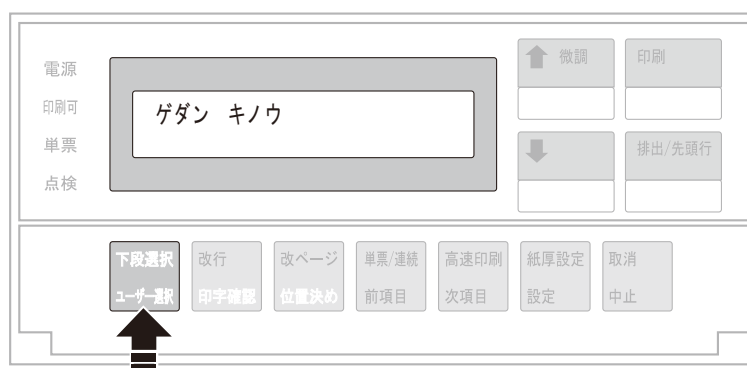 電源
印刷可
単票
点検
ゲダン キノウ
微調
印刷
排出/先頭行
下段選択
ユーザー選択
改行
印字確認
改ページ
位置決め
単票/連続
前項目
高速印刷
次項目
紙厚設定
設定
取消
中止